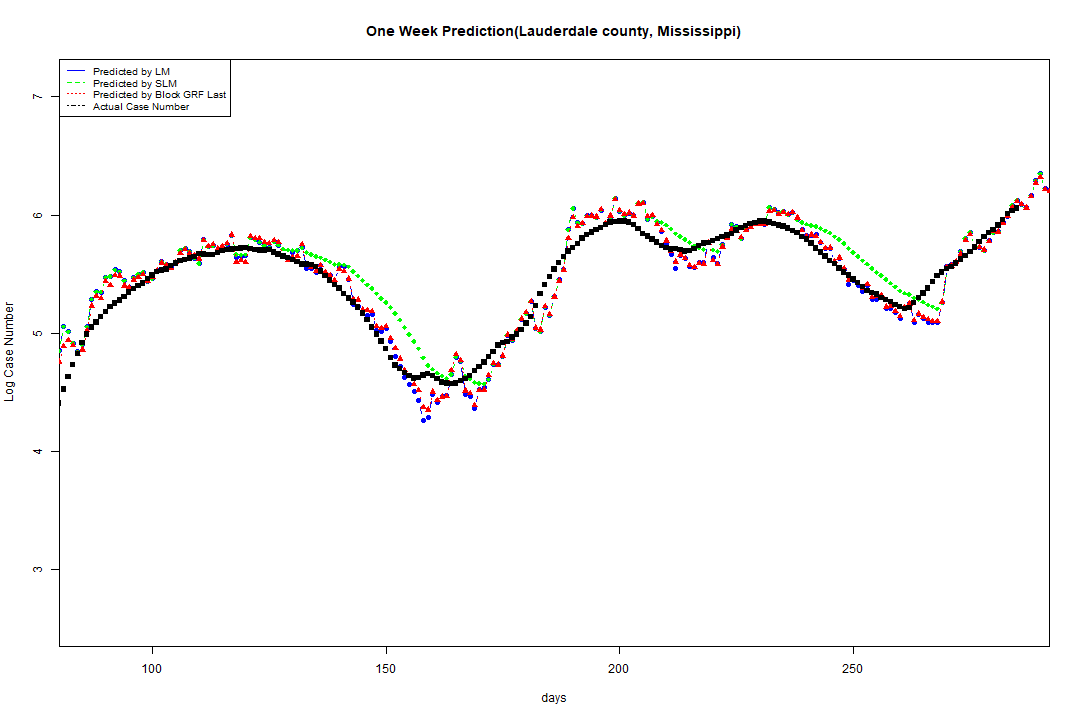 One Week Prediction(Lauderdale county, Mississippi)
Predicted by LM
Predicted by SLM
Predicted by Block GRF Last
Actual Case Number
7
6
5
4
3
Log Case Number
100 150 200 250
days